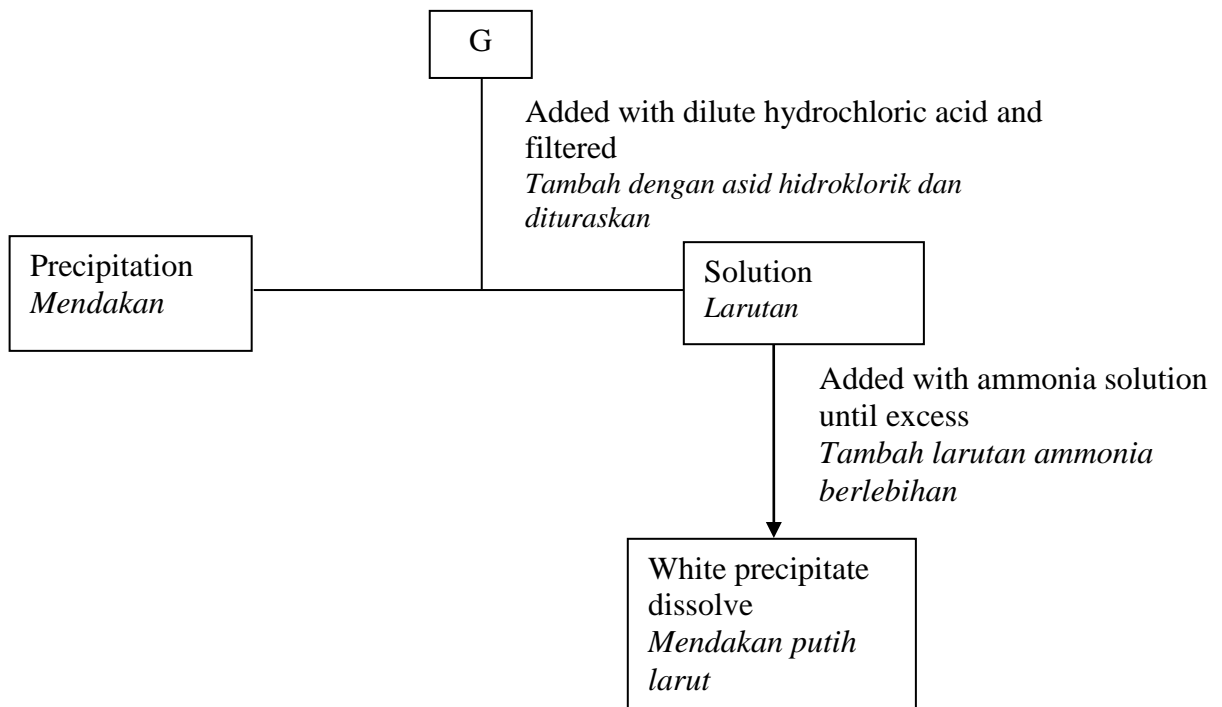 G
Added with dilute hydrochloric acid and
filtered
Tambah dengan asid hidroklorik dan
dituraskan
Precipitation
Mendakan
Solution
Larutan
Added with ammonia solution
until excess
Tambah larutan ammonia
berlebihan
White precipitate
dissolve
Mendakan putih
larut